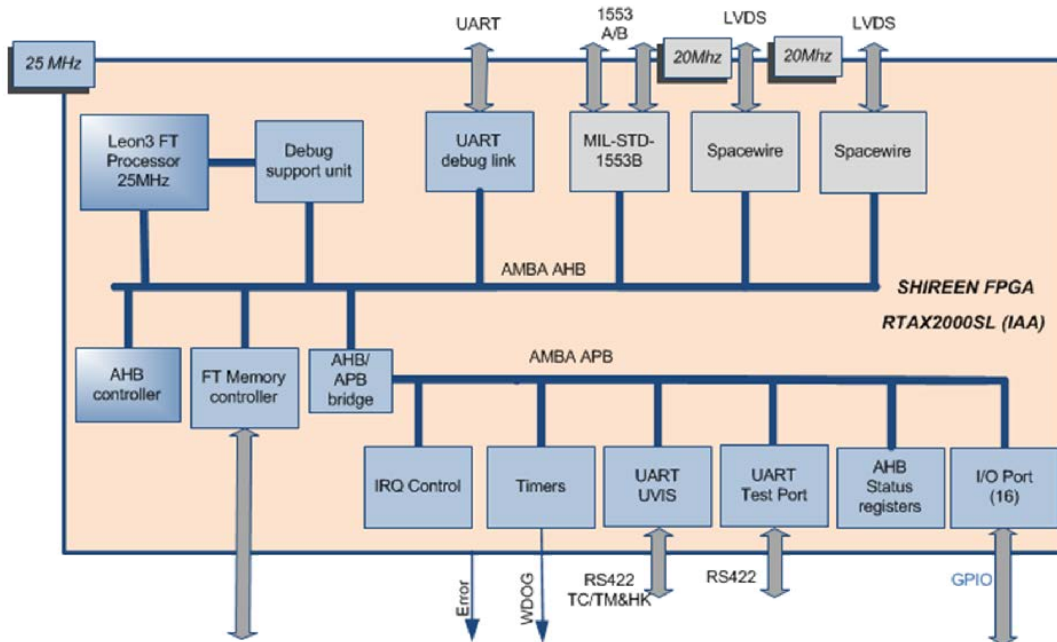 UART
1553
A/B
LVDS
LVDS
25 MHz
20Mhz
20Mhz
Leon3 FT
Processor
25MHz
Debug
support unit
UART
debug link
MIL-STD-
1553B
Spacewire
Spacewire
AMBA AHB
SHIREEN FPGA
RTAX2000SL (IAA)
AHB
controller
FT Memory
controller
AHB/
APB
bridge
AMBA APB
IRQ Control
Timers
UART
UVIS
UART
Test Port
AHB
Status
registers
I/O Port
(16)
Error
WDOG
RS422
TC/TM&HK
RS422
GPIO